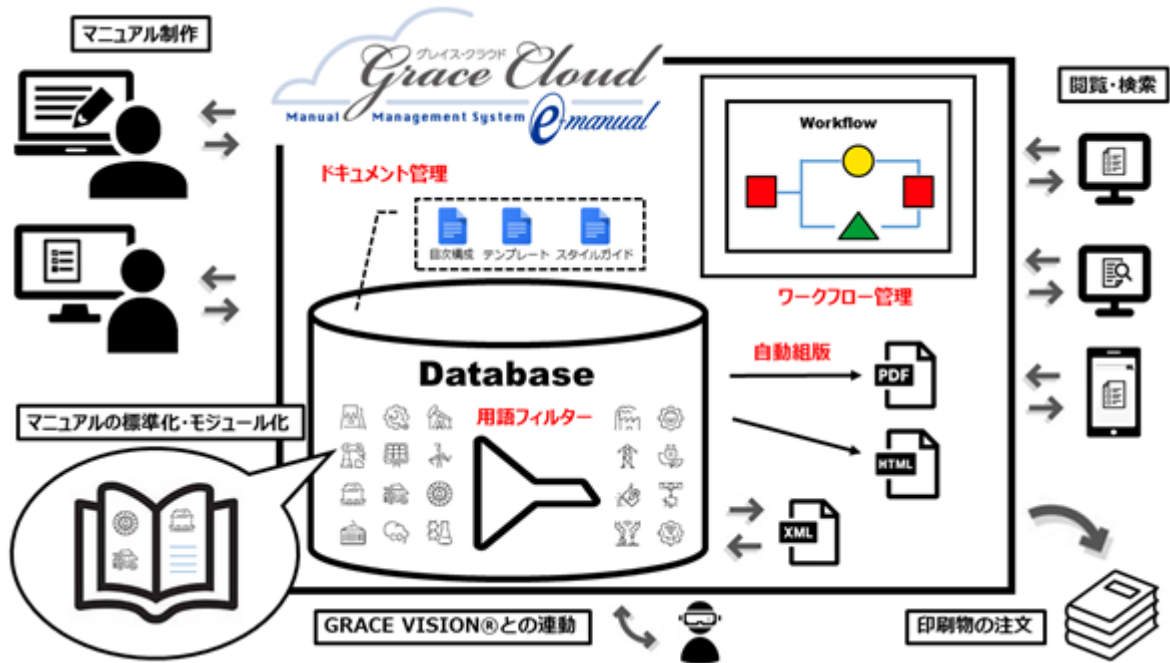 マニュアル制作
グレイス・クラウド
Grace Cloud
Manual Management System e-manual
閲覧・検索
Workflow
ドキュメント管理
目次構成 テンプレート スタイルガイド
ワークフロー管理
Database
自動組版
PDF
用語フィルター
マニュアルの標準化・モジュール化
HTML
XML
GRACE VISION®との連動
印刷物の注文